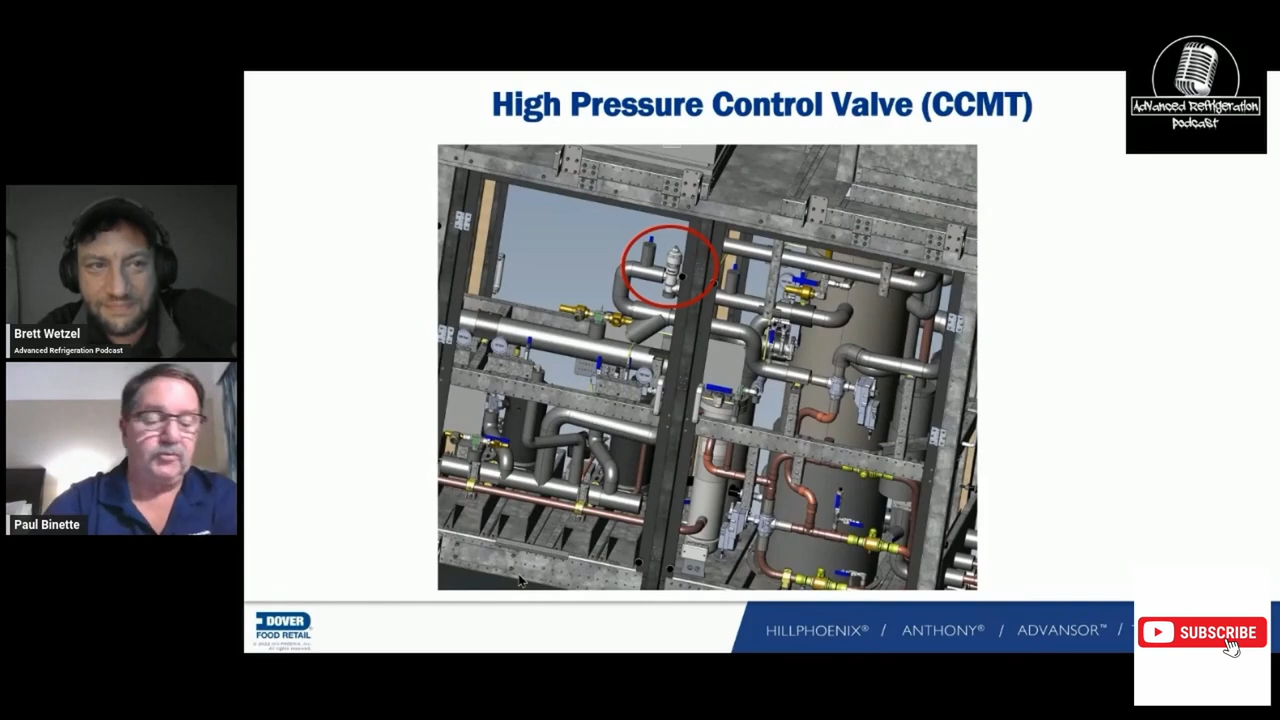 High Pressure Control Valve (CCMT)
Advanced Refrigeration
Podcast
Brett Wetzel
Advanced Refrigeration Podcast
Paul Binette
DOVER
FOOD RETAIL
HILLPHOENIX® / ANTHONY® / ADVANSOR™ /
SUBSCRIBE